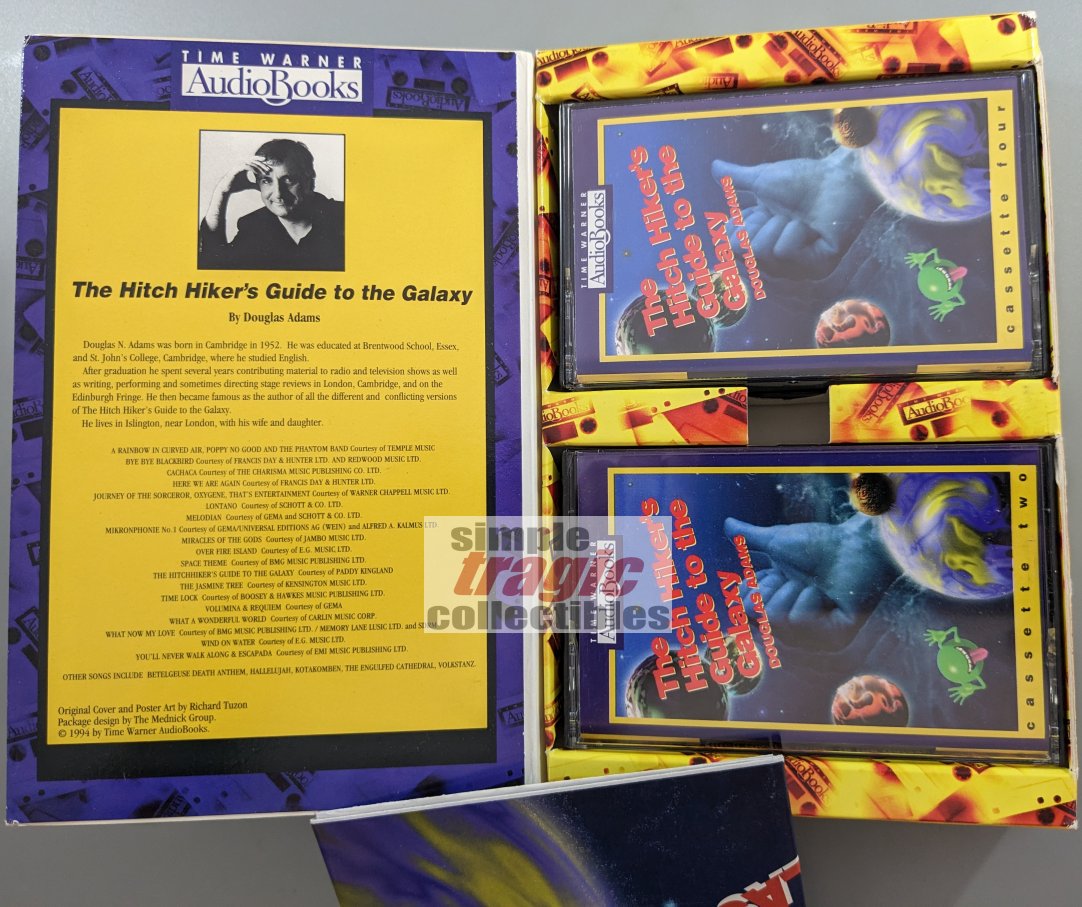 TIME WARNER
AudioBooks
The Hitch Hiker's Guide to the Galaxy
By Douglas Adams
Douglas N. Adams was born in Cambridge in 1952. He was educated at Brentwood School, Essex,
and St. John's College, Cambridge, where he studied English.
After graduation he spent several years contributing material to radio and television shows as well
as writing, performing and sometimes directing stage reviews in London, Cambridge, and on the
Edinburgh Fringe. He then became famous as the author of all the different and conflicting versions
of The Hitch Hiker's Guide to the Galaxy.
He lives in Islington, near London, with his wife and daughter.
A RAINBOW IN CURVED AIR, POPPY NO GOOD AND THE PHANTOM BAND Courtesy of TEMPLE MUSIC
BYE BYE BLACKBIRD Courtesy of FRANCIS DAY & HUNTER LTD. AND REDWOOD MUSIC LTD.
CACHACA Courtesy of THE CHARISMA MUSIC PUBLISHING CO. LTD.
HERE WE ARE AGAIN Courtesy of FRANCIS DAY & HUNTER LTD.
JOURNEY OF THE SORCEROR, OXYGENE, THAT'S ENTERTAINMENT Courtesy of WARNER CHAPPELL MUSIC LTD.
LONTANO Courtesy of SCHOTT & CO. LTD.
MELODIAN Courtesy of GEMA and SCHOTT & CO. LTD.
MIKRONPHONIE No.1 Courtesy of GEMA/UNIVERSAL EDITIONS AG (WEIN) and ALFRED A. KALMUS LTD.
MIRACLES OF THE GODS Courtesy of JAMBO MUSIC LTD.
OVER FIRE ISLAND Courtesy of E.G. MUSIC LTD.
SPACE THEME Courtesy of BMG MUSIC PUBLISHING LTD.
THE HITCHHIKER'S GUIDE TO THE GALAXY Courtesy of PADDY KINGLAND
THE JASMINE TREE Courtesy of KENSINGTON MUSIC LTD.
TIME LOCK Courtesy of BOOSEY & HAWKES MUSIC PUBLISHING LTD.
VOLUMINA & REQUIEM Courtesy of GEMA
WHAT A WONDERFUL WORLD Courtesy of CARLIN MUSIC CORP.
WHAT NOW MY LOVE Courtesy of BMG MUSIC PUBLISHING LTD. / MEMORY LANE LUSIC LTD. and
WIND ON WATER Courtesy of E.G. MUSIC LTD.
YOU'LL NEVER WALK ALONG & ESCAPADA Courtesy of EMI MUSIC PUBLISHING LTD.
OTHER SONGS INCLUDE BETELGEUSE DEATH ANTHEM, HALLELUJAH, KOTAKOMBEN, THE ENGULFED CATHEDRAL, VOLKSTANZ.
Original Cover and Poster Art by Richard Tuzon
Package design by The Mednick Group.
© 1994 by Time Warner AudioBooks.
TIME WARNER
AudioBooks
The
Hitch Hiker's
Guide to the
Galaxy
DOUGLAS ADAMS
cassette four
AudioBooks
AudioBooks
TIME WARNER
AudioBooks
The
Hitch Hiker's
Guide to the
Galaxy
DOUGLAS ADAMS
cassette two
simple
tragic
collectibles